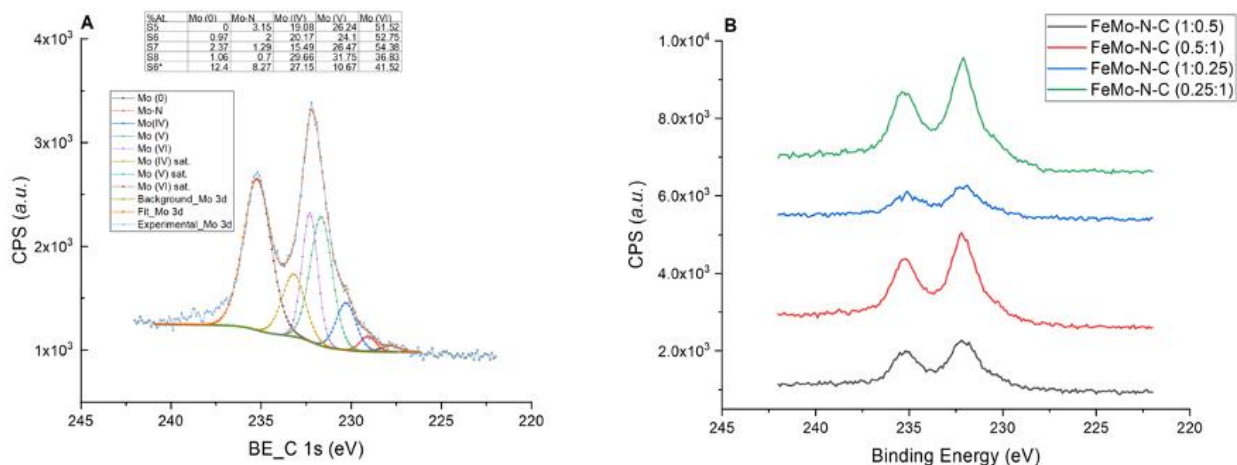 A
%At. Mo (0) Mo-N Mo (IV) Mo (V) Mo (VI)
S5 0 3.15 19.08 26.24 51.52
S6 0.97 2 20.17 24.1 52.75
S7 2.37 1.29 15.49 26.47 54.38
S8 1.06 0.7 29.66 31.75 36.83
S6* 12.4 8.27 27.15 10.67 41.52
Mo (0)
Mo-N
Mo(IV)
Mo (V)
Mo (VI)
Mo (IV) sat.
Mo (V) sat.
Mo (VI) sat.
Background_Mo 3d
Fit_Mo 3d
Experimental_Mo 3d
4x10³
3x10³
2x10³
1x10³
CPS (a.u.)
245 240 235 230 225 220
BE_C 1s (eV)
B
FeMo-N-C (1:0.5)
FeMo-N-C (0.5:1)
FeMo-N-C (1:0.25)
FeMo-N-C (0.25:1)
1.0x10⁴
8.0x10³
6.0x10³
4.0x10³
2.0x10³
CPS (a.u.)
245 240 235 230 225 220
Binding Energy (eV)